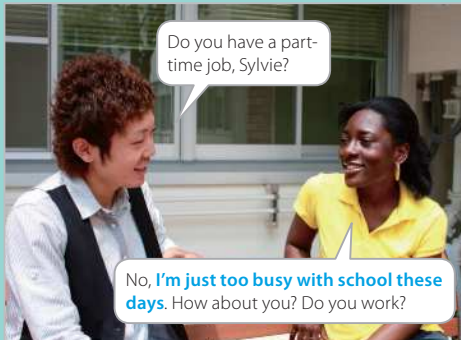 Do you have a part-
time job, Sylvie?
No, I'm just too busy with school these
days. How about you? Do you work?